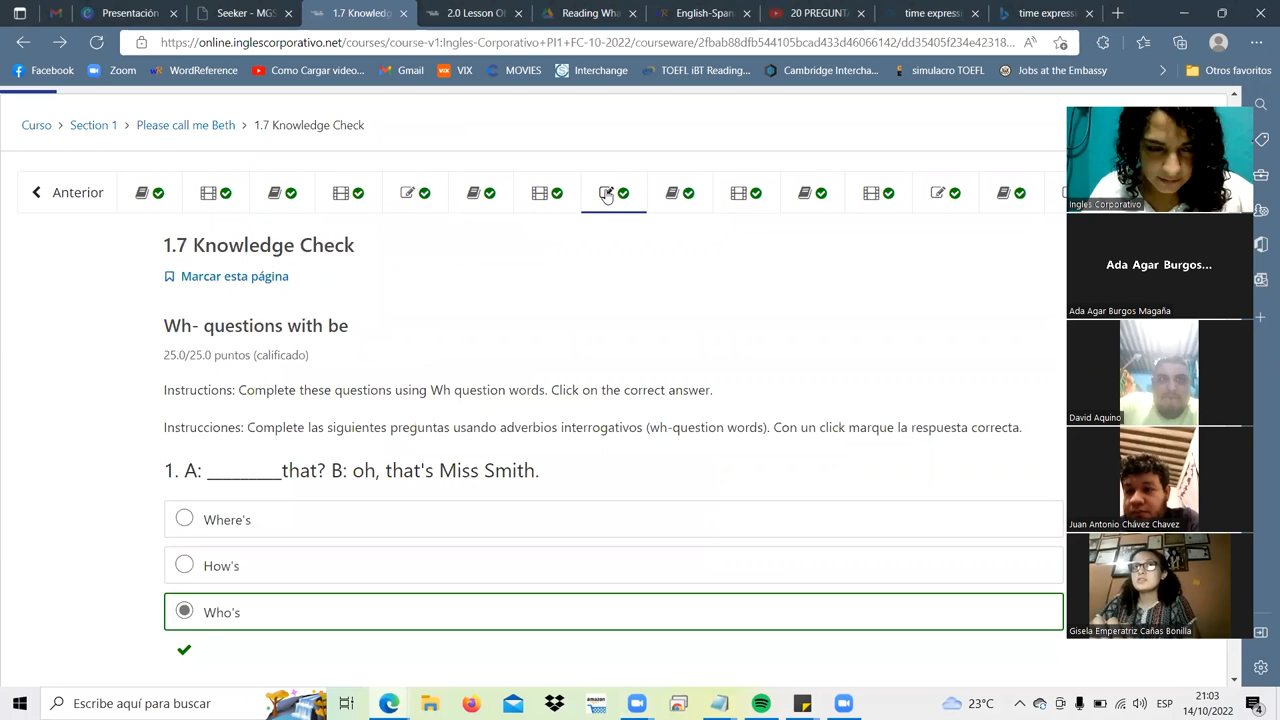 Presentación
Seeker - MGS
1.7 Knowledg
2.0 Lesson Ob
Reading Wha
English-Span
20 PREGUNTA
time expressi
time express
https://online.inglescorporativo.net/courses/course-v1:Ingles-Corporativo+PI1+FC-10-2022/courseware/2fbab88dfb544105bcad433d46066142/dd35405f234e42318...
Facebook
Zoom
WordReference
Como Cargar video...
Gmail
VIX
MOVIES
Interchange
TOEFL iBT Reading...
Cambridge Intercha...
simulacro TOEFL
Jobs at the Embassy
Otros favoritos
Curso > Section 1 > Please call me Beth > 1.7 Knowledge Check
Anterior
1.7 Knowledge Check
Marcar esta página
Wh- questions with be
25.0/25.0 puntos (calificado)
Instructions: Complete these questions using Wh question words. Click on the correct answer.
Instrucciones: Complete las siguientes preguntas usando adverbios interrogativos (wh-question words). Con un click marque la respuesta correcta.
1. A: _________that? B: oh, that's Miss Smith.
Where's
How's
Who's
Ingles Corporativo
Ada Agar Burgos...
Ada Agar Burgos Magaña
David Aquino
Juan Antonio Chávez Chavez
Gisela Emperatriz Cañas Bonilla
Escribe aquí para buscar
23°C
ESP
21:03
14/10/2022
4